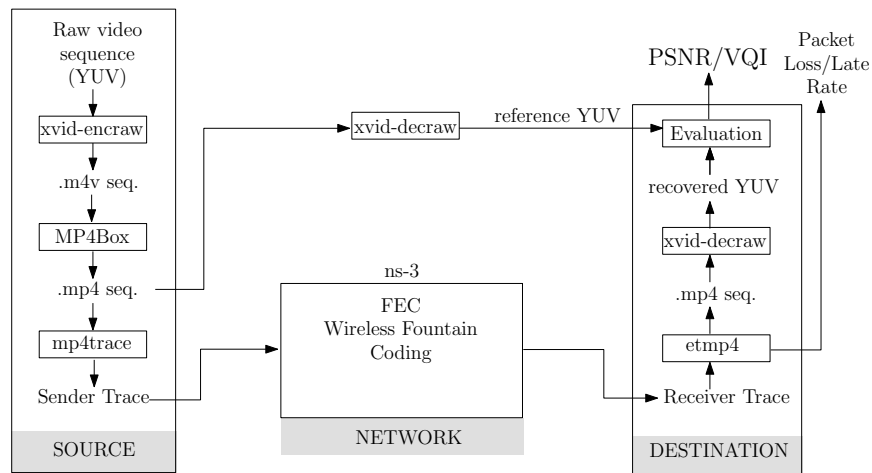 Raw video
sequence
(YUV)
xvid-encraw
.m4v seq.
MP4Box
.mp4 seq.
mp4trace
Sender Trace
SOURCE
xvid-decraw
reference YUV
ns-3
FEC
Wireless Fountain
Coding
NETWORK
PSNR/VQI
Packet
Loss/Late
Rate
Evaluation
recovered YUV
xvid-decraw
.mp4 seq.
etmp4
Receiver Trace
DESTINATION